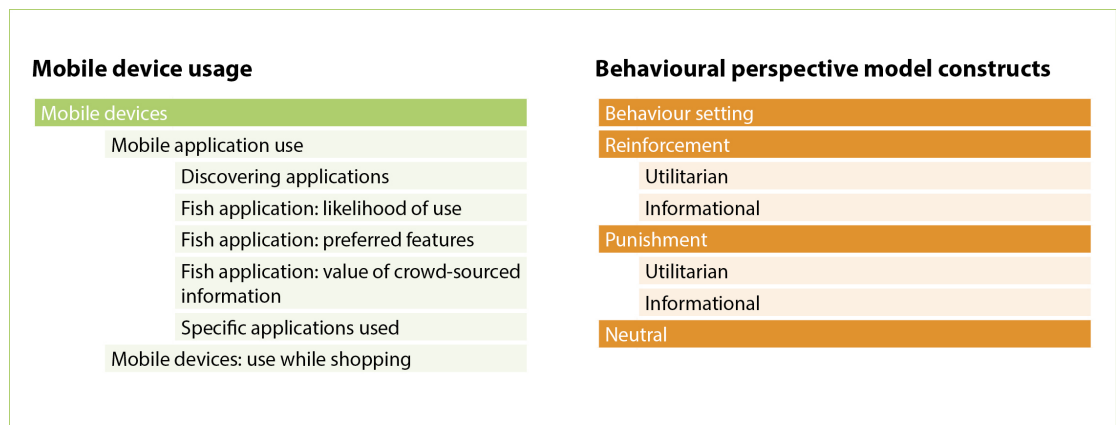 Mobile device usage
Mobile devices
Mobile application use
Discovering applications
Fish application: likelihood of use
Fish application: preferred features
Fish application: value of crowd-sourced
information
Specific applications used
Mobile devices: use while shopping
Behavioural perspective model constructs
Behaviour setting
Reinforcement
Utilitarian
Informational
Punishment
Utilitarian
Informational
Neutral